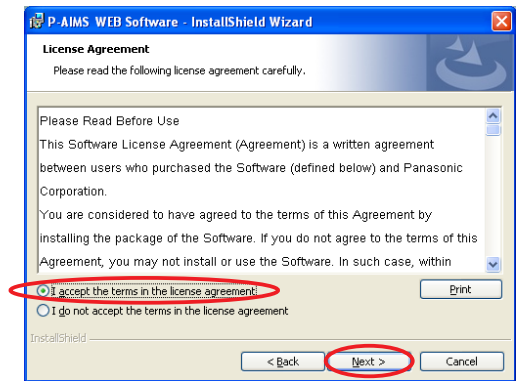 P-AIMS WEB Software - InstallShield Wizard
License Agreement
Please read the following license agreement carefully.
Please Read Before Use
This Software License Agreement (Agreement) is a written agreement
between users who purchased the Software (defined below) and Panasonic
Corporation.
You are considered to have agreed to the terms of this Agreement by
installing the package of the Software. If you do not agree to the terms of this
Agreement, you may not install or use the Software. In such case, within
I accept the terms in the license agreement
Print
I do not accept the terms in the license agreement
InstallShield
< Back
Next >
Cancel